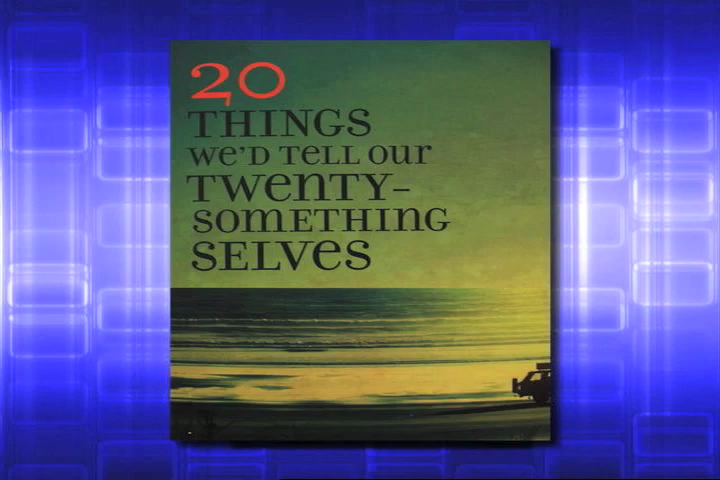 20
THINGS
WE'D TELL OUR
TWENTY-
SOMETHING
SELVES